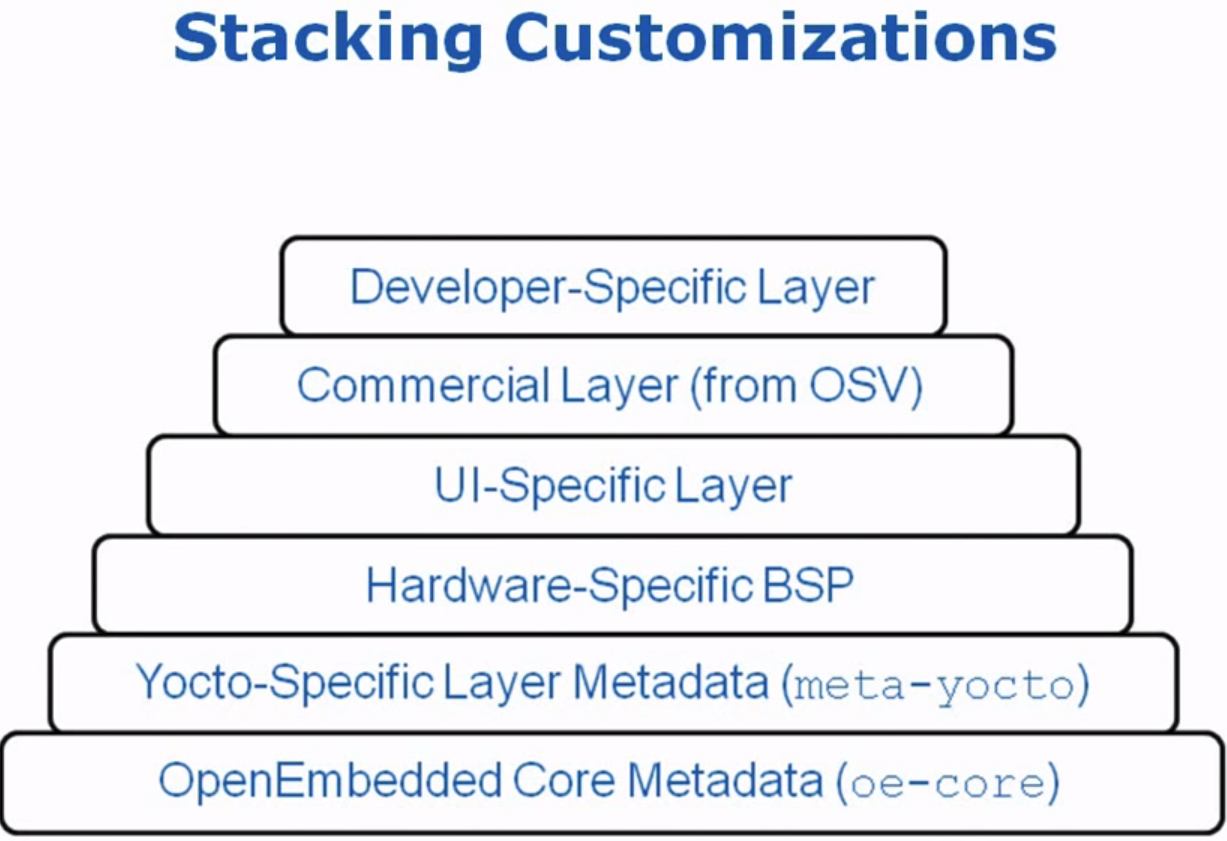 Stacking Customizations
Developer-Specific Layer
Commercial Layer (from OSV)
UI-Specific Layer
Hardware-Specific BSP
Yocto-Specific Layer Metadata (meta-yocto)
OpenEmbedded Core Metadata (oe-core)